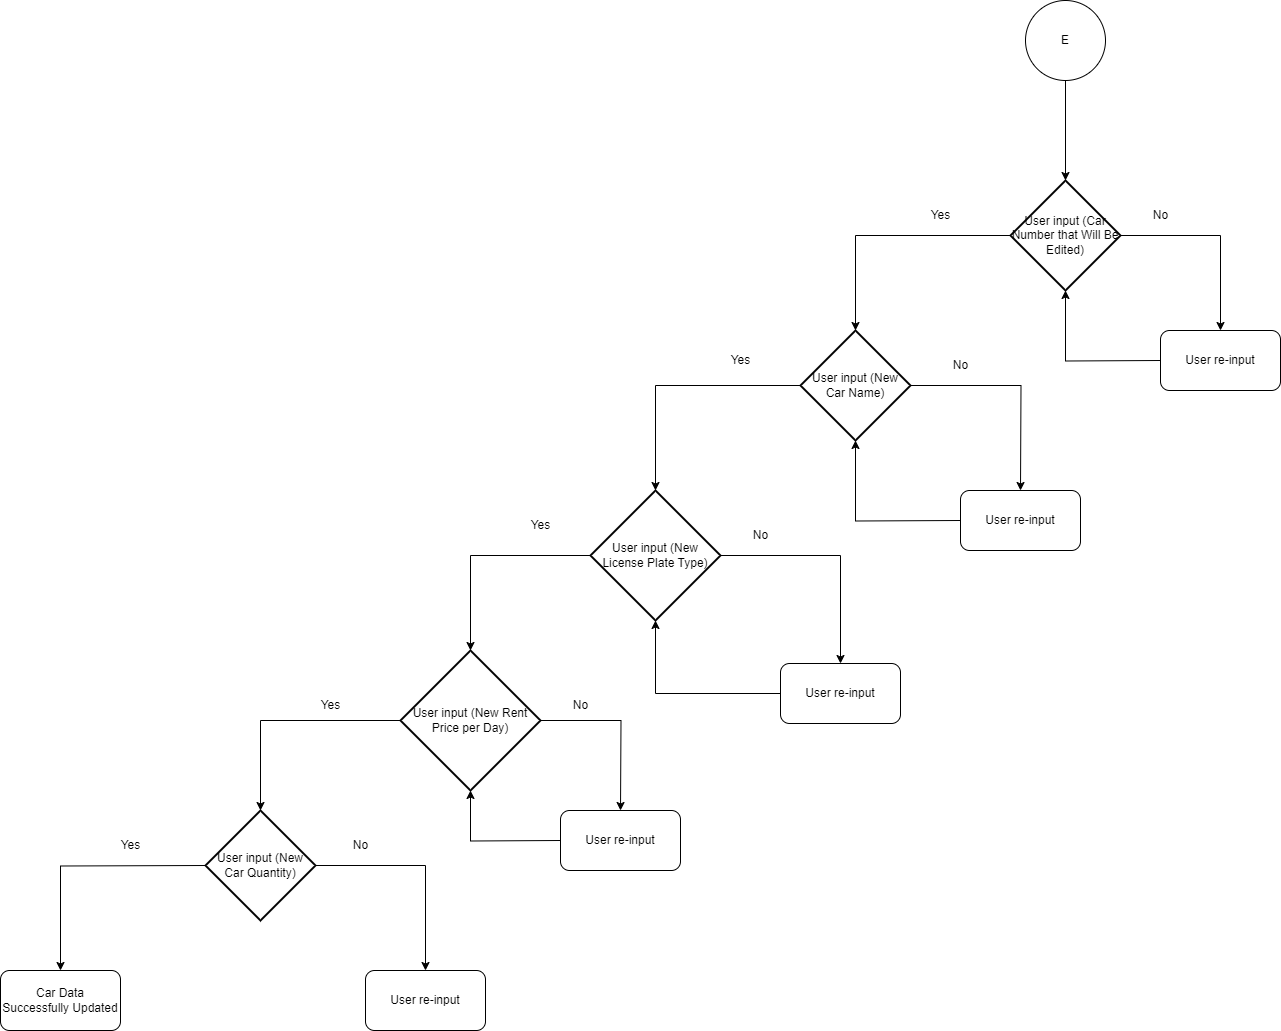 E
Yes
User input (Car
Number that Will Be
Edited)
No
User re-input
Yes
User input (New
Car Name)
No
User re-input
Yes
User input (New
License Plate Type)
No
User re-input
Yes
User input (New Rent
Price per Day)
No
User re-input
Yes
User input (New
Car Quantity)
No
Car Data
Successfully Updated
User re-input